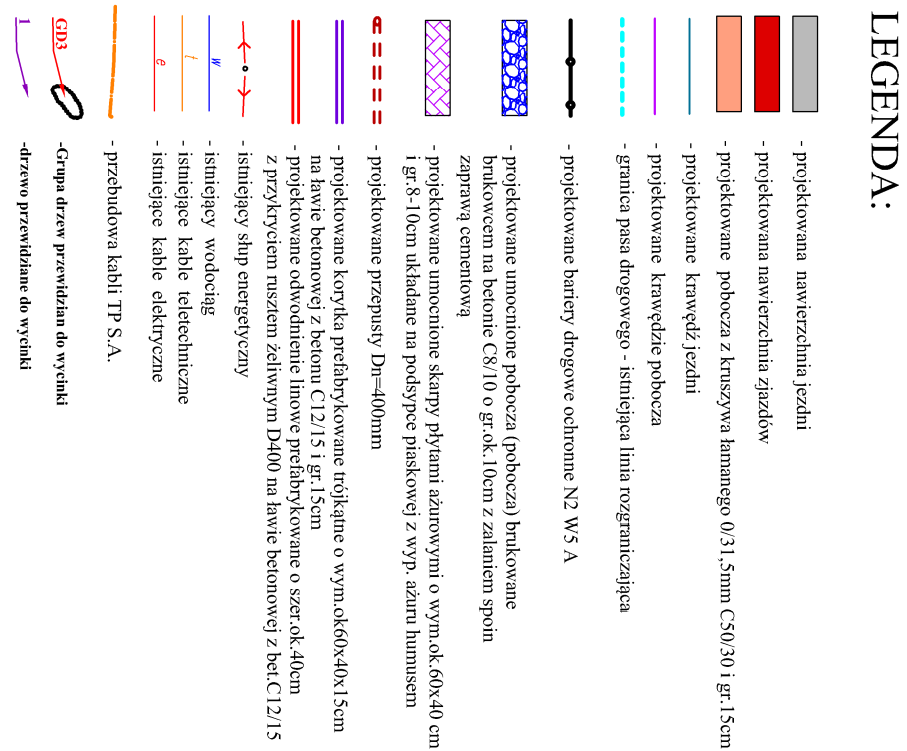 LEGENDA:
- projektowana nawierzchnia jezdni
- projektowana nawierzchnia zjazdów
- projektowane pobocza z kruszywa łamanego 0/31,5mm C50/30 i gr.15cm
- projektowane krawędź jezdni
- projektowane krawędzie pobocza
- granica pasa drogowego - istniejąca linia rozgraniczająca
- projektowane bariery drogowe ochronne N2 W5 A
- projektowane umocnione pobocza (pobocza) brukowane
brukowcem na betonie C8/10 o gr.ok.10cm z zalaniem spoin
zaprawą cementową
- projektowane umocnione skarpy płytami ażurowymi o wym.ok.60x40 cm
i gr.8-10cm układane na podsypce piaskowej z wyp. ażuru humusem
- projektowane przepusty Dn=400mm
- projektowane korytka prefabrykowane trójkątne o wym.ok60x40x15cm
na ławie betonowej z betonu C12/15 i gr.15cm
- projektowane odwodnienie linowe prefabrykowane o szer.ok.40cm
z przykryciem rusztem żeliwnym D400 na ławie betonowej z bet.C12/15
- istniejący słup energetyczny
w - istniejący wodociąg
t - istniejące kable teletechniczne
e - istniejące kable elektryczne
- przebudowa kabli TP S.A.
GD3 -Grupa drzew przewidzian do wycinki
1 -drzewo przewidziane do wycinki